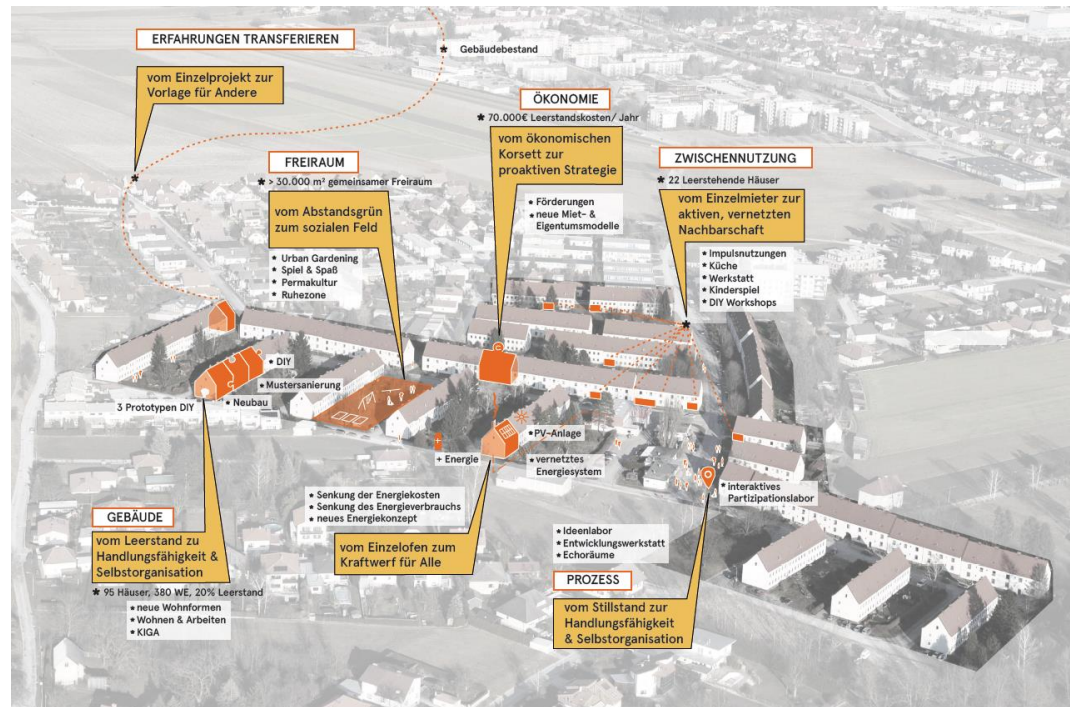 ERFAHRUNGEN TRANSFERIEREN
* Gebäudebestand
vom Einzelprojekt zur
Vorlage für Andere
*
ÖKONOMIE
* 70.000€ Leerstandskosten/ Jahr
vom ökonomischen
Korsett zur
proaktiven Strategie
* Förderungen
* neue Miet- &
Eigentumsmodelle
FREIRAUM
* > 30.000 m² gemeinsamer Freiraum
vom Abstandsgrün
zum sozialen Feld
* Urban Gardening
* Spiel & Spaß
* Permakultur
* Ruhezone
ZWISCHENNUTZUNG
* 22 Leerstehende Häuser
vom Einzelmieter zur
aktiven, vernetzten
Nachbarschaft
* Impulsnutzungen
* Küche
* Werkstatt
* Kinderspiel
* DIY Workshops
*
* DIY
* Mustersanierung
* Neubau
3 Prototypen DIY
+ Energie
* PV-Anlage
* vernetztes
Energiesystem
* interaktives
Partizipationslabor
* Senkung der Energiekosten
* Senkung des Energieverbrauchs
* neues Energiekonzept
vom Einzelofen zum
Kraftwerf für Alle
GEBÄUDE
vom Leerstand zu
Handlungsfähigkeit &
Selbstorganisation
* 95 Häuser, 380 WE, 20% Leerstand
* neue Wohnformen
* Wohnen & Arbeiten
* KIGA
* Ideenlabor
* Entwicklungswerkstatt
* Echoräume
PROZESS
vom Stillstand zur
Handlungsfähigkeit
& Selbstorganisation